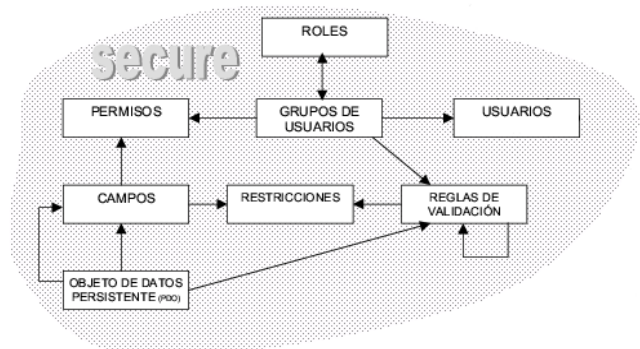 ROLES
secure
PERMISOS
GRUPOS DE
USUARIOS
USUARIOS
CAMPOS
RESTRICCIONES
REGLAS DE
VALIDACIÓN
OBJETO DE DATOS
PERSISTENTE (PDO)